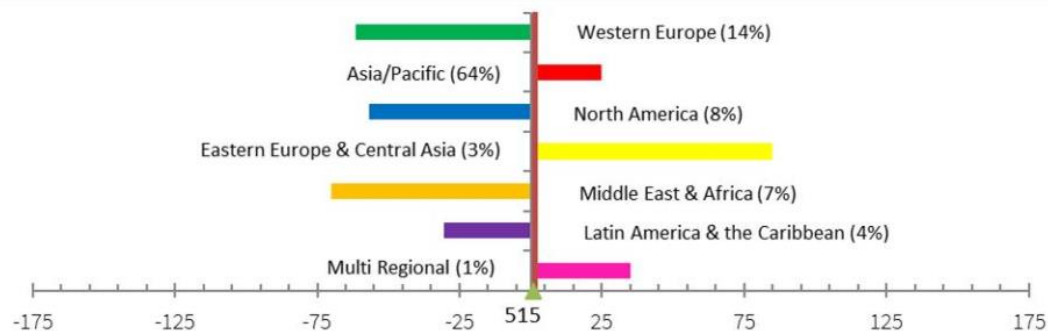 Western Europe (14%)
Asia/Pacific (64%)
North America (8%)
Eastern Europe & Central Asia (3%)
Middle East & Africa (7%)
Latin America & the Caribbean (4%)
Multi Regional (1%)
-175 -125 -75 -25 515 25 75 125 175